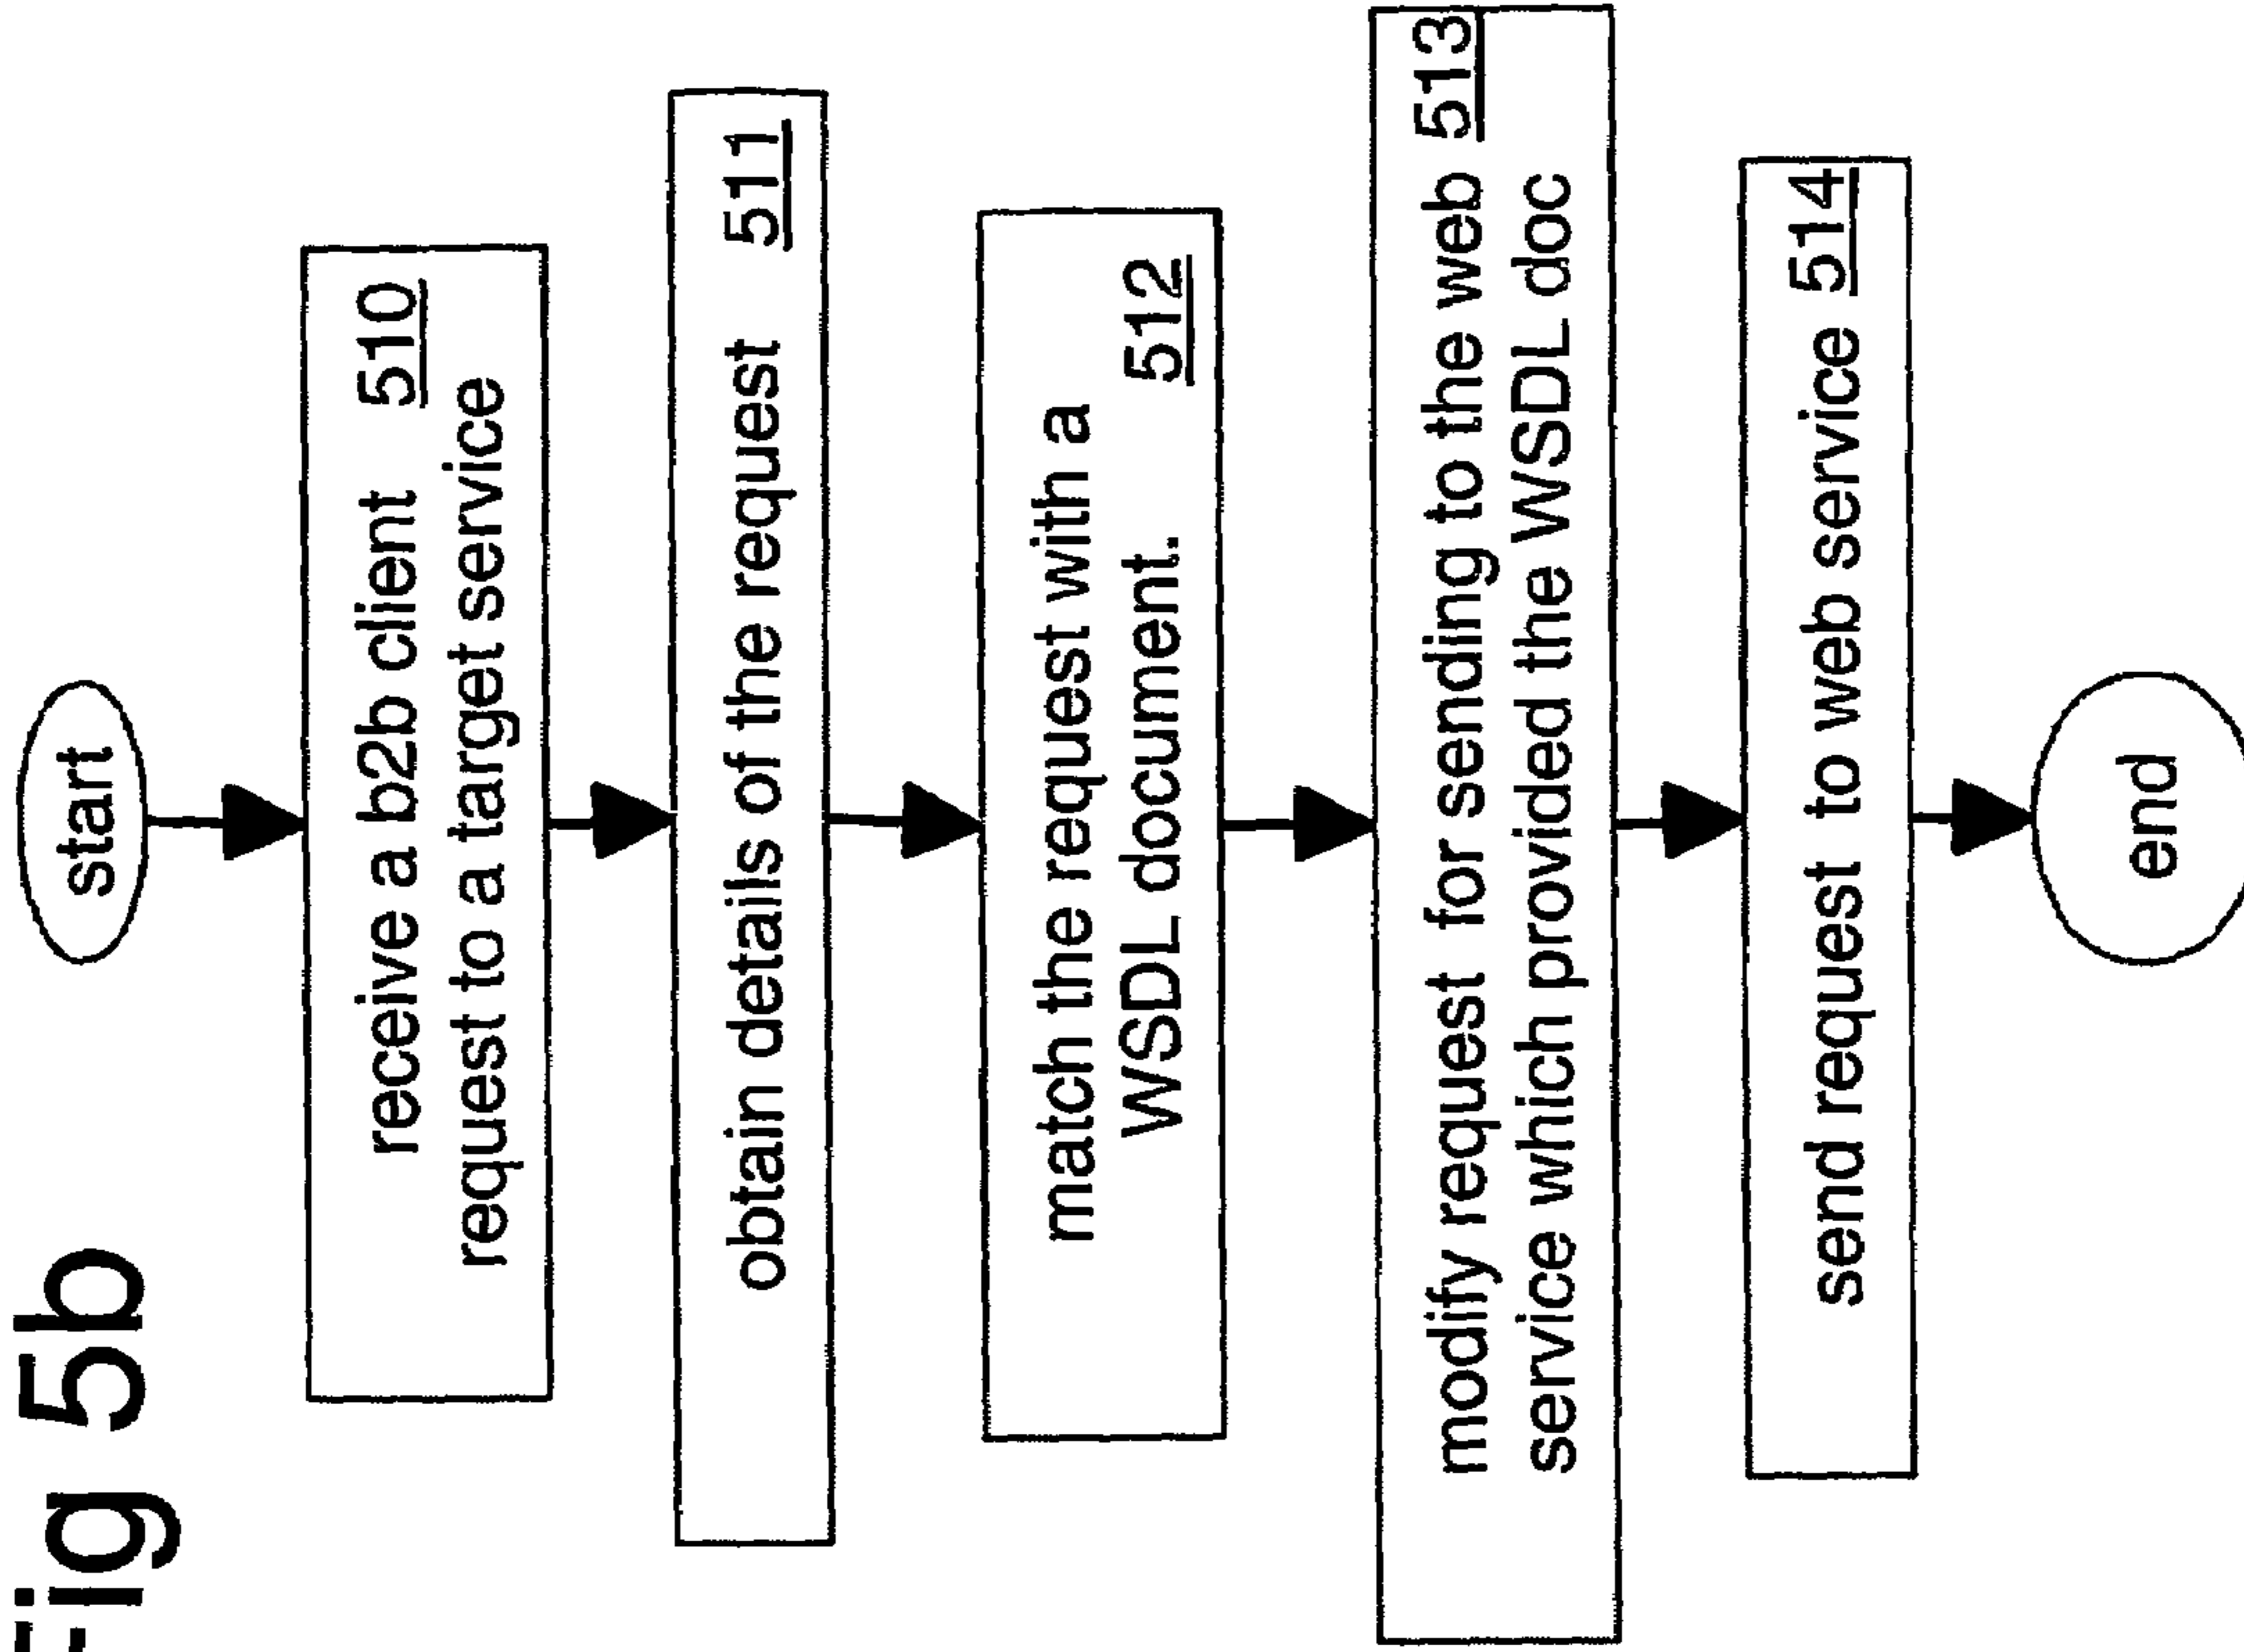 Fig 5b
start
receive a b2b client 510
request to a target service
obtain details of the request 511
match the request with a
WSDL document. 512
modify request for sending to the web 513
service which provided the WSDL doc
send request to web service 514
end